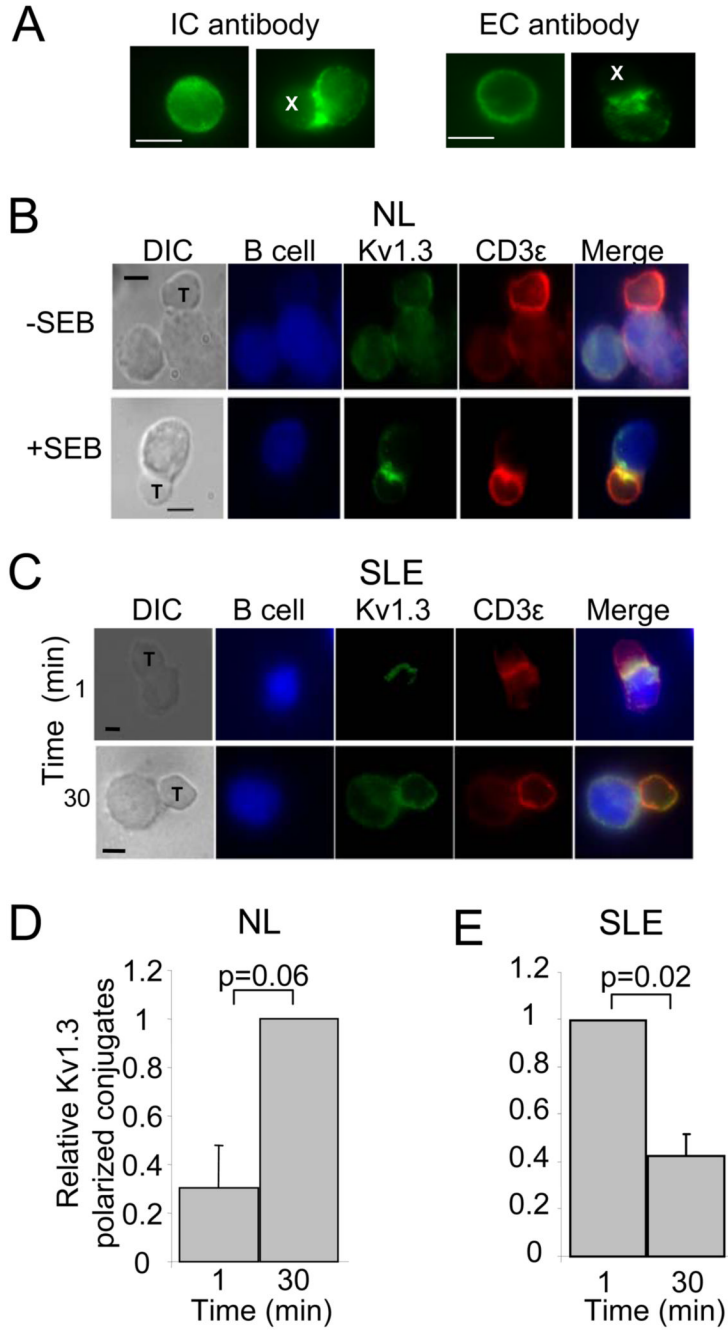 A
IC antibody EC antibody
X X
B
NL
DIC B cell Kv1.3 CD3ε Merge
-SEB
T
+SEB
T
C
SLE
DIC B cell Kv1.3 CD3ε Merge
Time (min)
1
T
30
T
D NL
E SLE
Relative Kv1.3
polarized conjugates
1.2
1
0.8
0.6
0.4
0.2
0
p=0.06
1 30
Time (min)
1.2
1
0.8
0.6
0.4
0.2
0
p=0.02
1 30
Time (min)